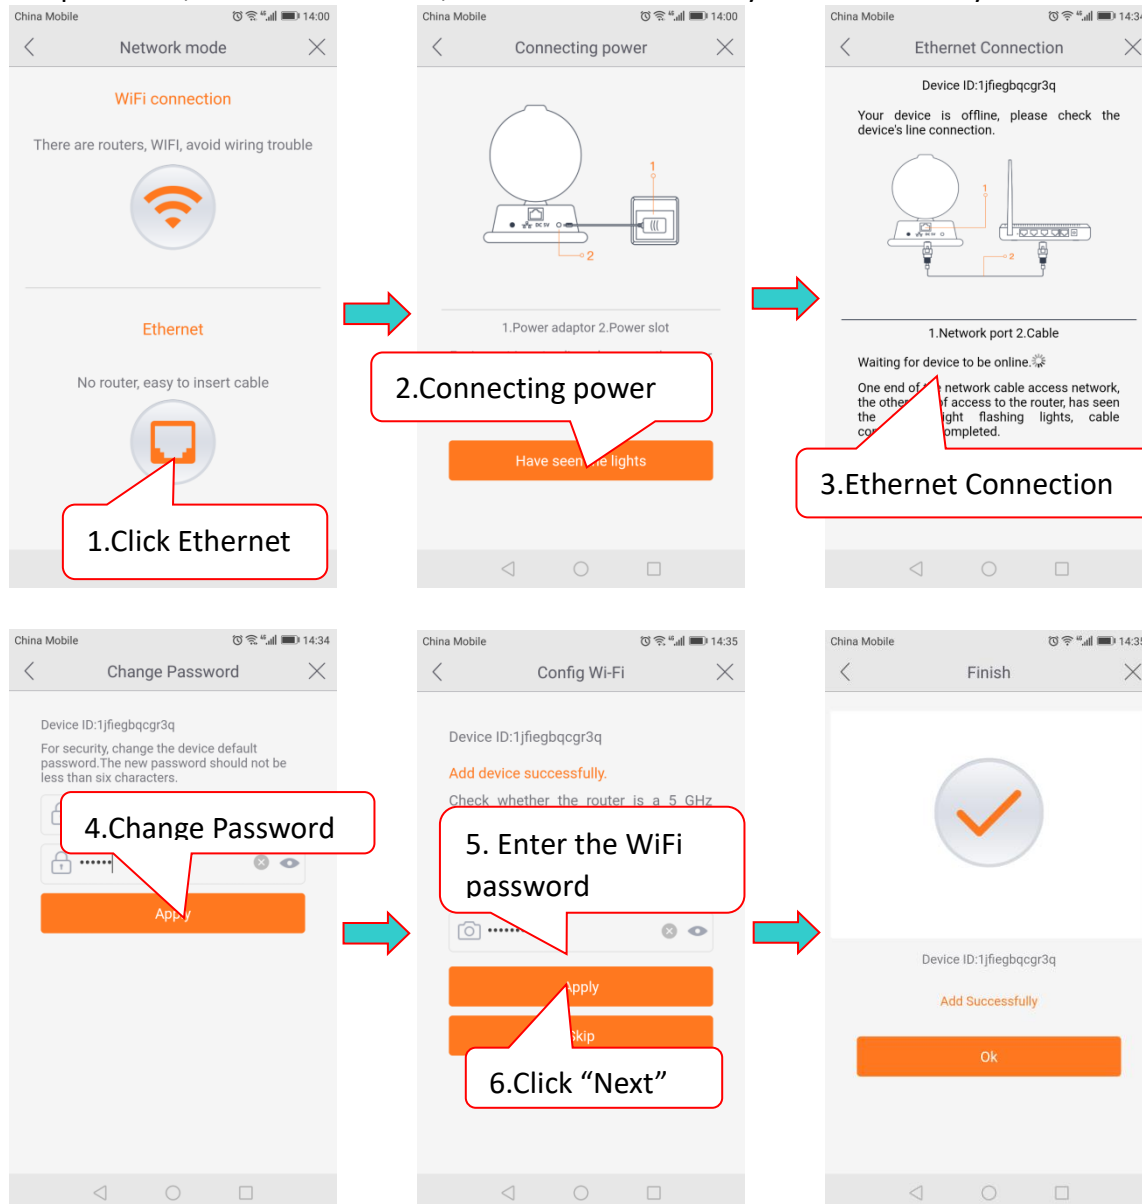 China Mobile 14:00
Network mode
WiFi connection
There are routers, WIFI, avoid wiring trouble
Ethernet
No router, easy to insert cable
1.Click Ethernet
China Mobile 14:00
Connecting power
1
DC 5V
2
1.Power adaptor 2.Power slot
2.Connecting power
Have seen the lights
China Mobile 14:34
Ethernet Connection
Device ID:1jfiegbqcgr3q
Your device is offline, please check the
device's line connection.
1
DC 5V
2
1.Network port 2.Cable
Waiting for device to be online.
One end of network cable access network,
the other of access to the router, has seen
the ight flashing lights, cable
completed.
3.Ethernet Connection
China Mobile 14:34
Change Password
Device ID:1jfiegbqcgr3q
For security, change the device default
password.The new password should not be
less than six characters.
4.Change Password
Apply
China Mobile 14:35
Config Wi-Fi
Device ID:1jfiegbqcgr3q
Add device successfully.
Check whether the router is a 5 GHz
5. Enter the WiFi
password
Apply
Skip
6.Click “Next”
China Mobile 14:35
Finish
Device ID:1jfiegbqcgr3q
Add Successfully
Ok